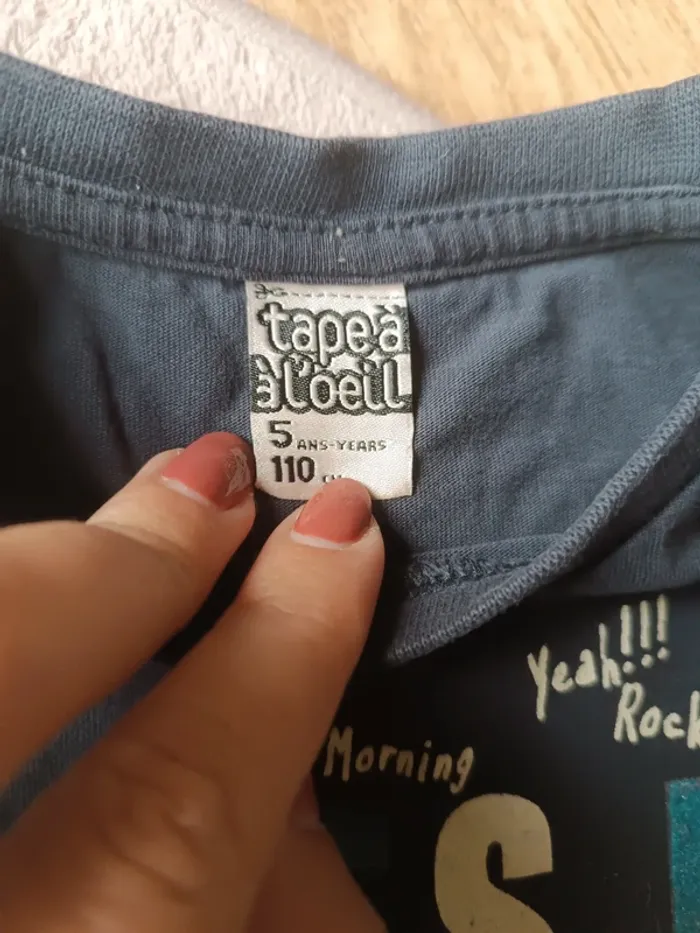 tape à
à l'oeil
5 ANS-YEARS
110
Yeah!!!
Rock
Morning
S